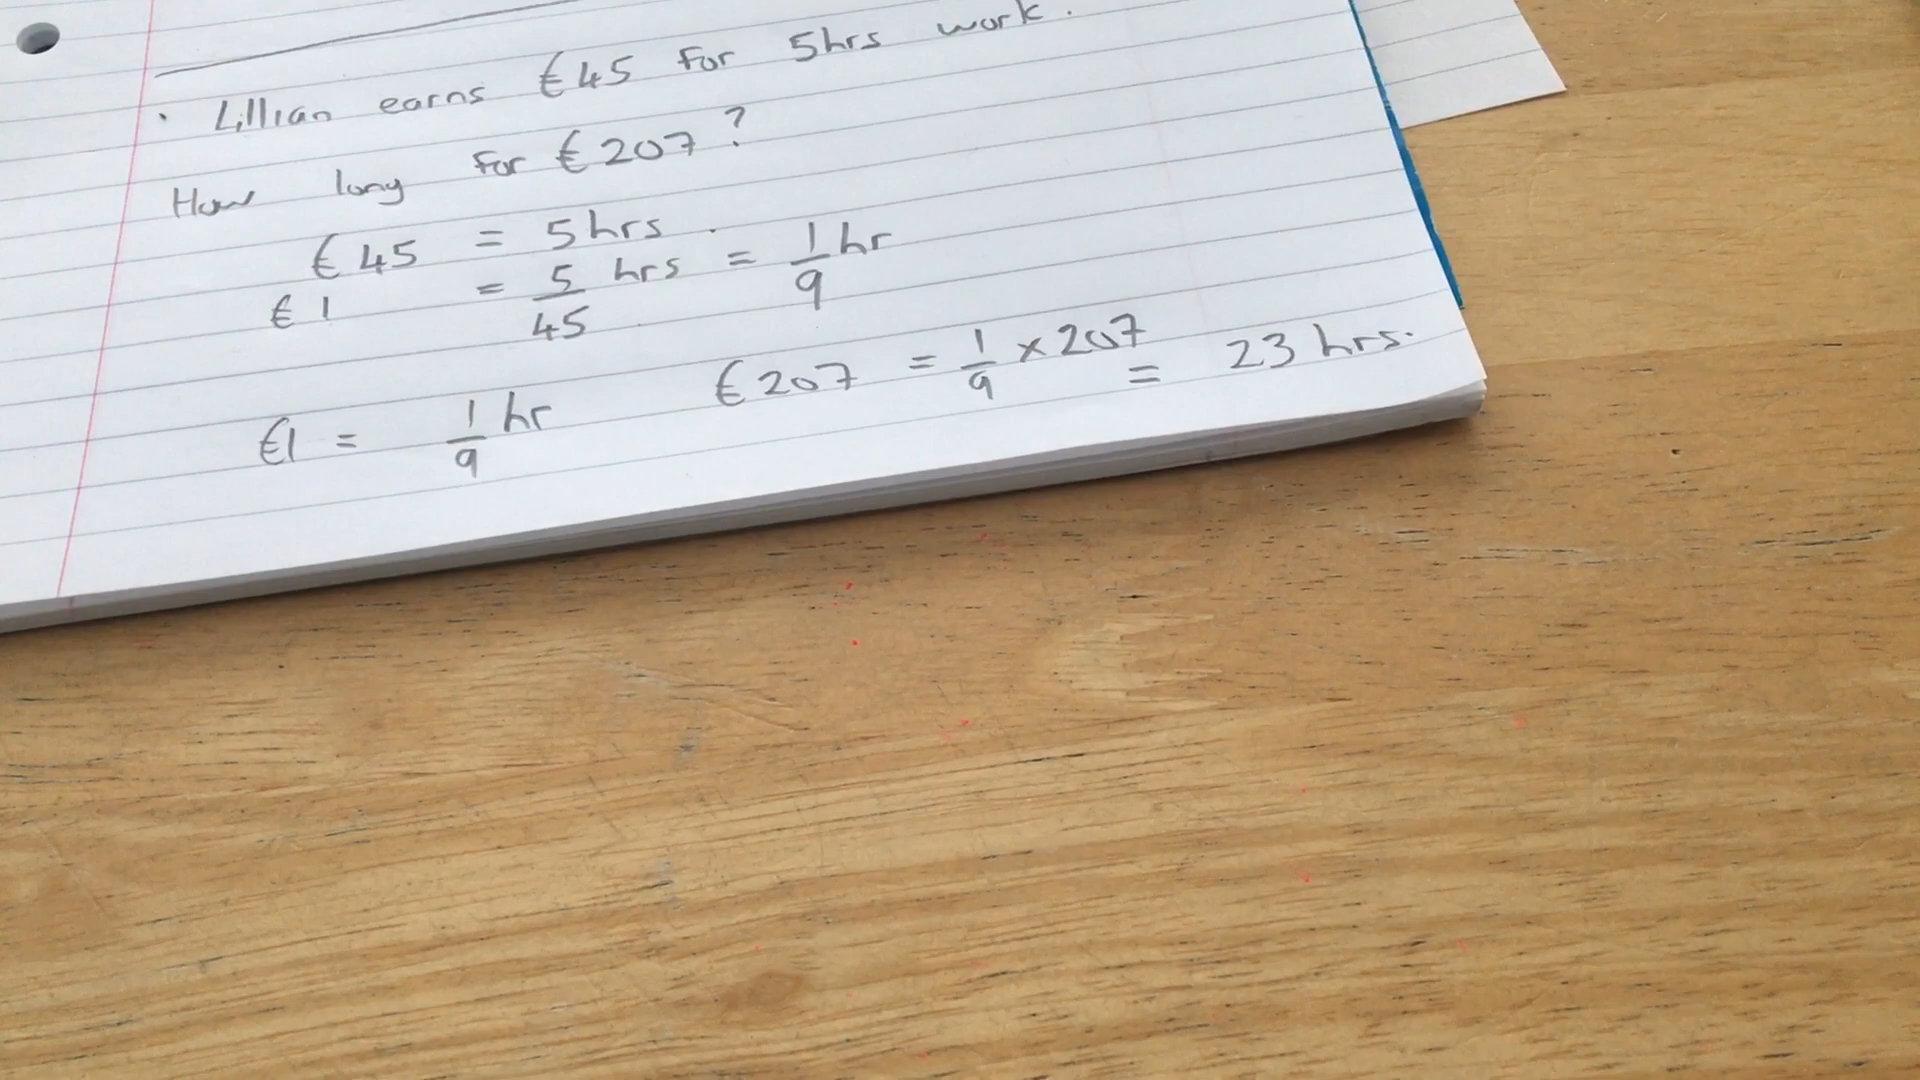 · Lillian earns €45 for 5hrs work.
How long for €207?
€45 = 5hrs.
€1 = 5/45 hrs = 1/9 hr
€1 = 1/9 hr €207 = 1/9 × 207 = 23 hrs.